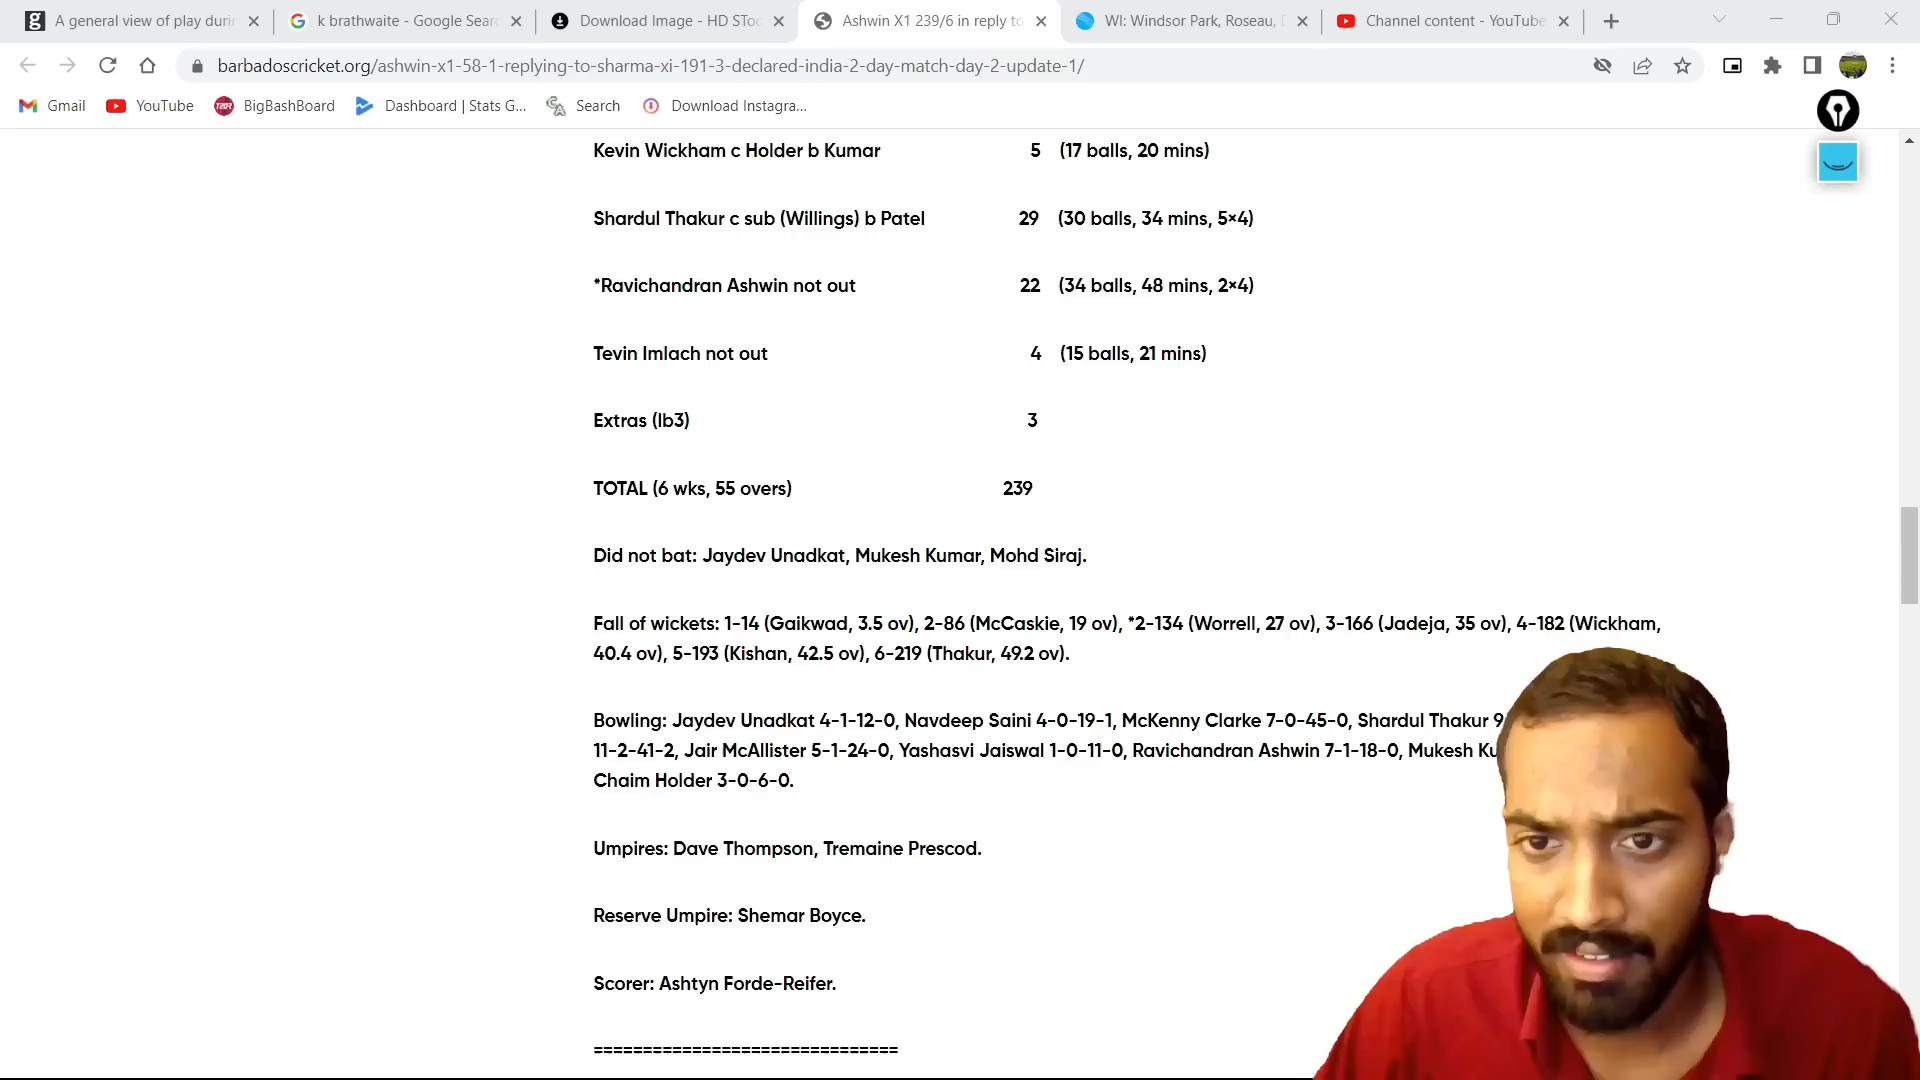 A general view of play duri
k brathwaite - Google Sear
Download Image - HD STo
Ashwin X1 239/6 in reply to
WI: Windsor Park, Roseau,
Channel content - YouTube
barbadoscricket.org/ashwin-x1-58-1-replying-to-sharma-xi-191-3-declared-india-2-day-match-day-2-update-1/
Gmail
YouTube
BigBashBoard
Dashboard | Stats G...
Search
Download Instagra...
Kevin Wickham c Holder b Kumar 5 (17 balls, 20 mins)
Shardul Thakur c sub (Willings) b Patel 29 (30 balls, 34 mins, 5×4)
*Ravichandran Ashwin not out 22 (34 balls, 48 mins, 2×4)
Tevin Imlach not out 4 (15 balls, 21 mins)
Extras (lb3) 3
TOTAL (6 wks, 55 overs) 239
Did not bat: Jaydev Unadkat, Mukesh Kumar, Mohd Siraj.
Fall of wickets: 1-14 (Gaikwad, 3.5 ov), 2-86 (McCaskie, 19 ov), *2-134 (Worrell, 27 ov), 3-166 (Jadeja, 35 ov), 4-182 (Wickham,
40.4 ov), 5-193 (Kishan, 42.5 ov), 6-219 (Thakur, 49.2 ov).
Bowling: Jaydev Unadkat 4-1-12-0, Navdeep Saini 4-0-19-1, McKenny Clarke 7-0-45-0, Shardul Thakur 9
11-2-41-2, Jair McAllister 5-1-24-0, Yashasvi Jaiswal 1-0-11-0, Ravichandran Ashwin 7-1-18-0, Mukesh Ku
Chaim Holder 3-0-6-0.
Umpires: Dave Thompson, Tremaine Prescod.
Reserve Umpire: Shemar Boyce.
Scorer: Ashtyn Forde-Reifer.
===============================